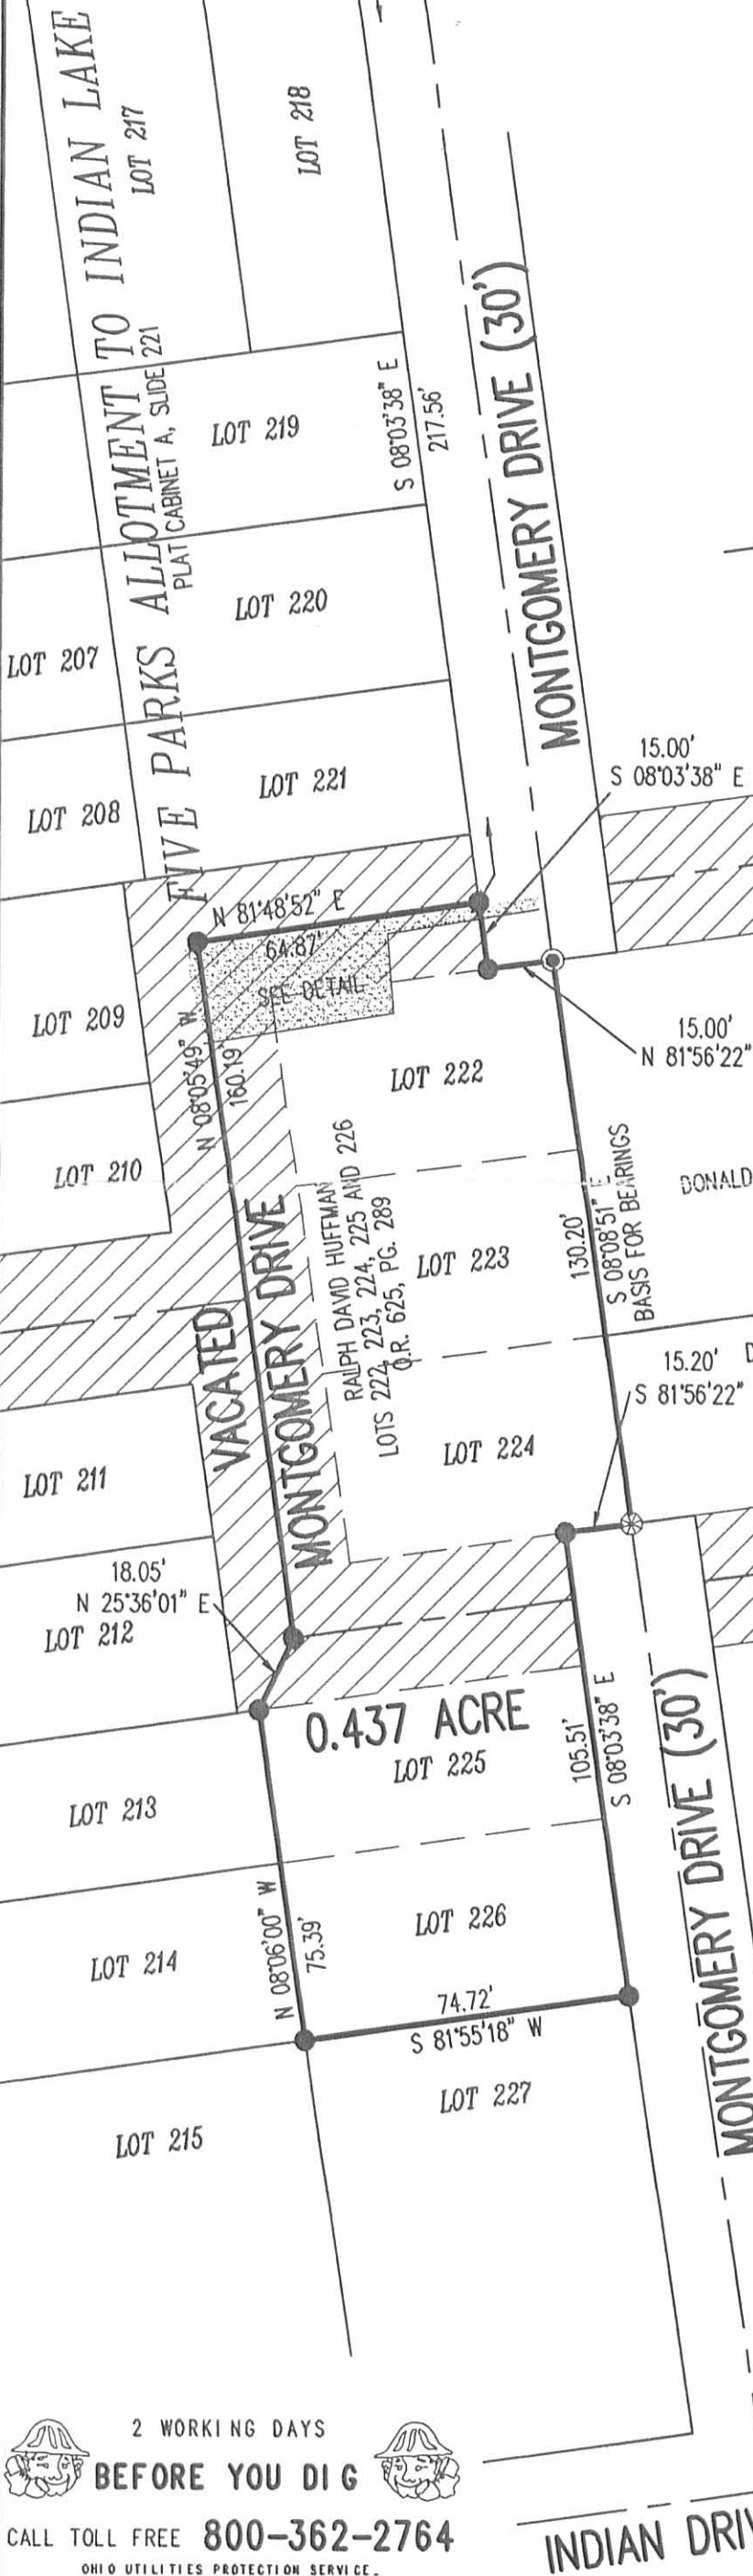 FIVE PARKS ALLOTMENT TO INDIAN LAKE
PLAT CABINET A, SLIDE 221
LOT 217
LOT 218
LOT 219
S 08°03'38" E
217.56'
MONTGOMERY DRIVE (30')
LOT 220
LOT 207
LOT 221
LOT 208
15.00'
S 08°03'38" E
N 81°48'52" E
64.87'
SEE DETAIL
LOT 209
N 08°05'49" W
160.19'
15.00'
N 81°56'22"
LOT 222
LOT 210
RALPH DAVID HUFFMAN
LOTS 222, 223, 224, 225 AND 226
O.R. 625, PG. 289
130.20'
S 08°08'51" E
BASIS FOR BEARINGS
DONALD
LOT 223
VACATED
MONTGOMERY DRIVE
15.20'
S 81°56'22"
LOT 224
LOT 211
18.05'
N 25°36'01" E
LOT 212
0.437 ACRE
LOT 225
105.51'
S 08°03'38" E
MONTGOMERY DRIVE (30')
LOT 213
LOT 226
N 08°06'00" W
75.39'
LOT 214
74.72'
S 81°55'18" W
LOT 227
LOT 215
2 WORKING DAYS
BEFORE YOU DIG
CALL TOLL FREE 800-362-2764
OHIO UTILITIES PROTECTION SERVICE
INDIAN DRIV